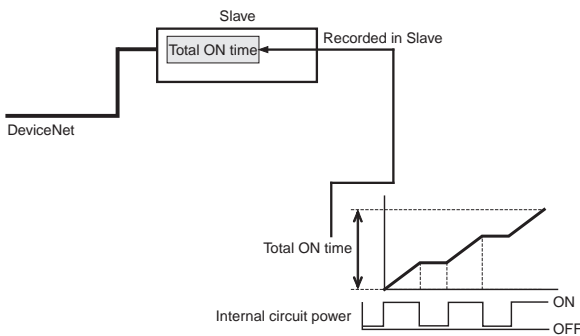 Slave
Total ON time
Recorded in Slave
DeviceNet
Total ON time
Internal circuit power
ON
OFF